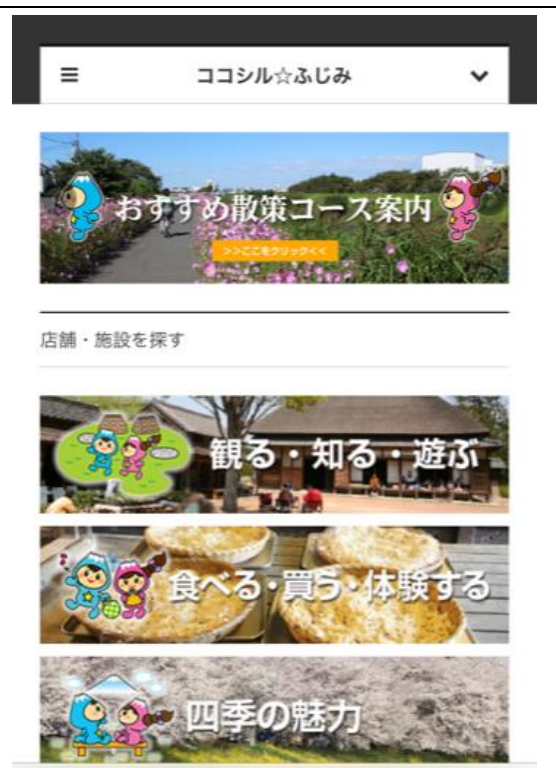 ココシル☆ふじみ
おすすめ散策コース案内
>>ここをクリック<<
店舗・施設を探す
観る・知る・遊ぶ
食べる・買う・体験する
四季の魅力